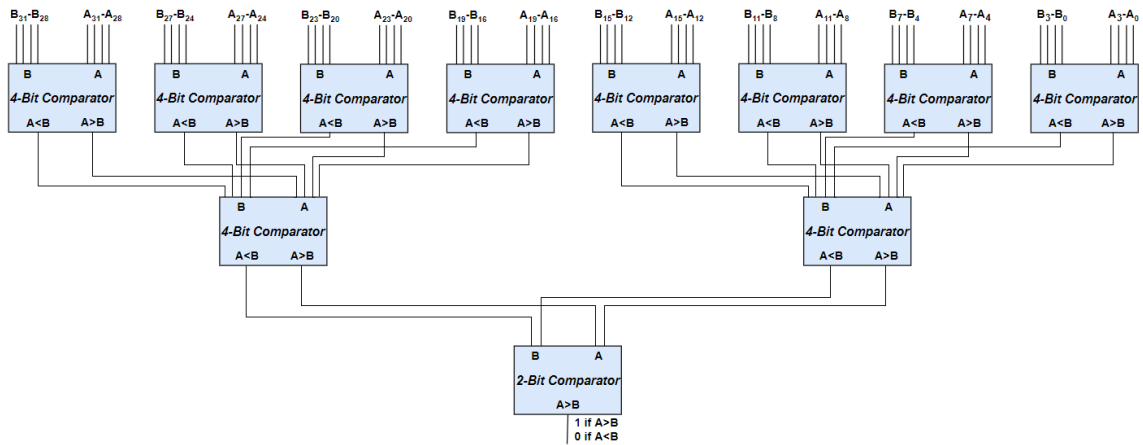 B31-B28 A31-A28 B27-B24 A27-A24 B23-B20 A23-A20 B19-B16 A19-A16 B15-B12 A15-A12 B11-B8 A11-A8 B7-B4 A7-A4 B3-B0 A3-A0
B A B A B A B A B A B A B A B A
4-Bit Comparator 4-Bit Comparator 4-Bit Comparator 4-Bit Comparator 4-Bit Comparator 4-Bit Comparator 4-Bit Comparator 4-Bit Comparator
A<B A>B A<B A>B A<B A>B A<B A>B A<B A>B A<B A>B A<B A>B A<B A>B
B A B A
4-Bit Comparator 4-Bit Comparator
A<B A>B A<B A>B
B A
2-Bit Comparator
A>B
1 if A>B
0 if A<B